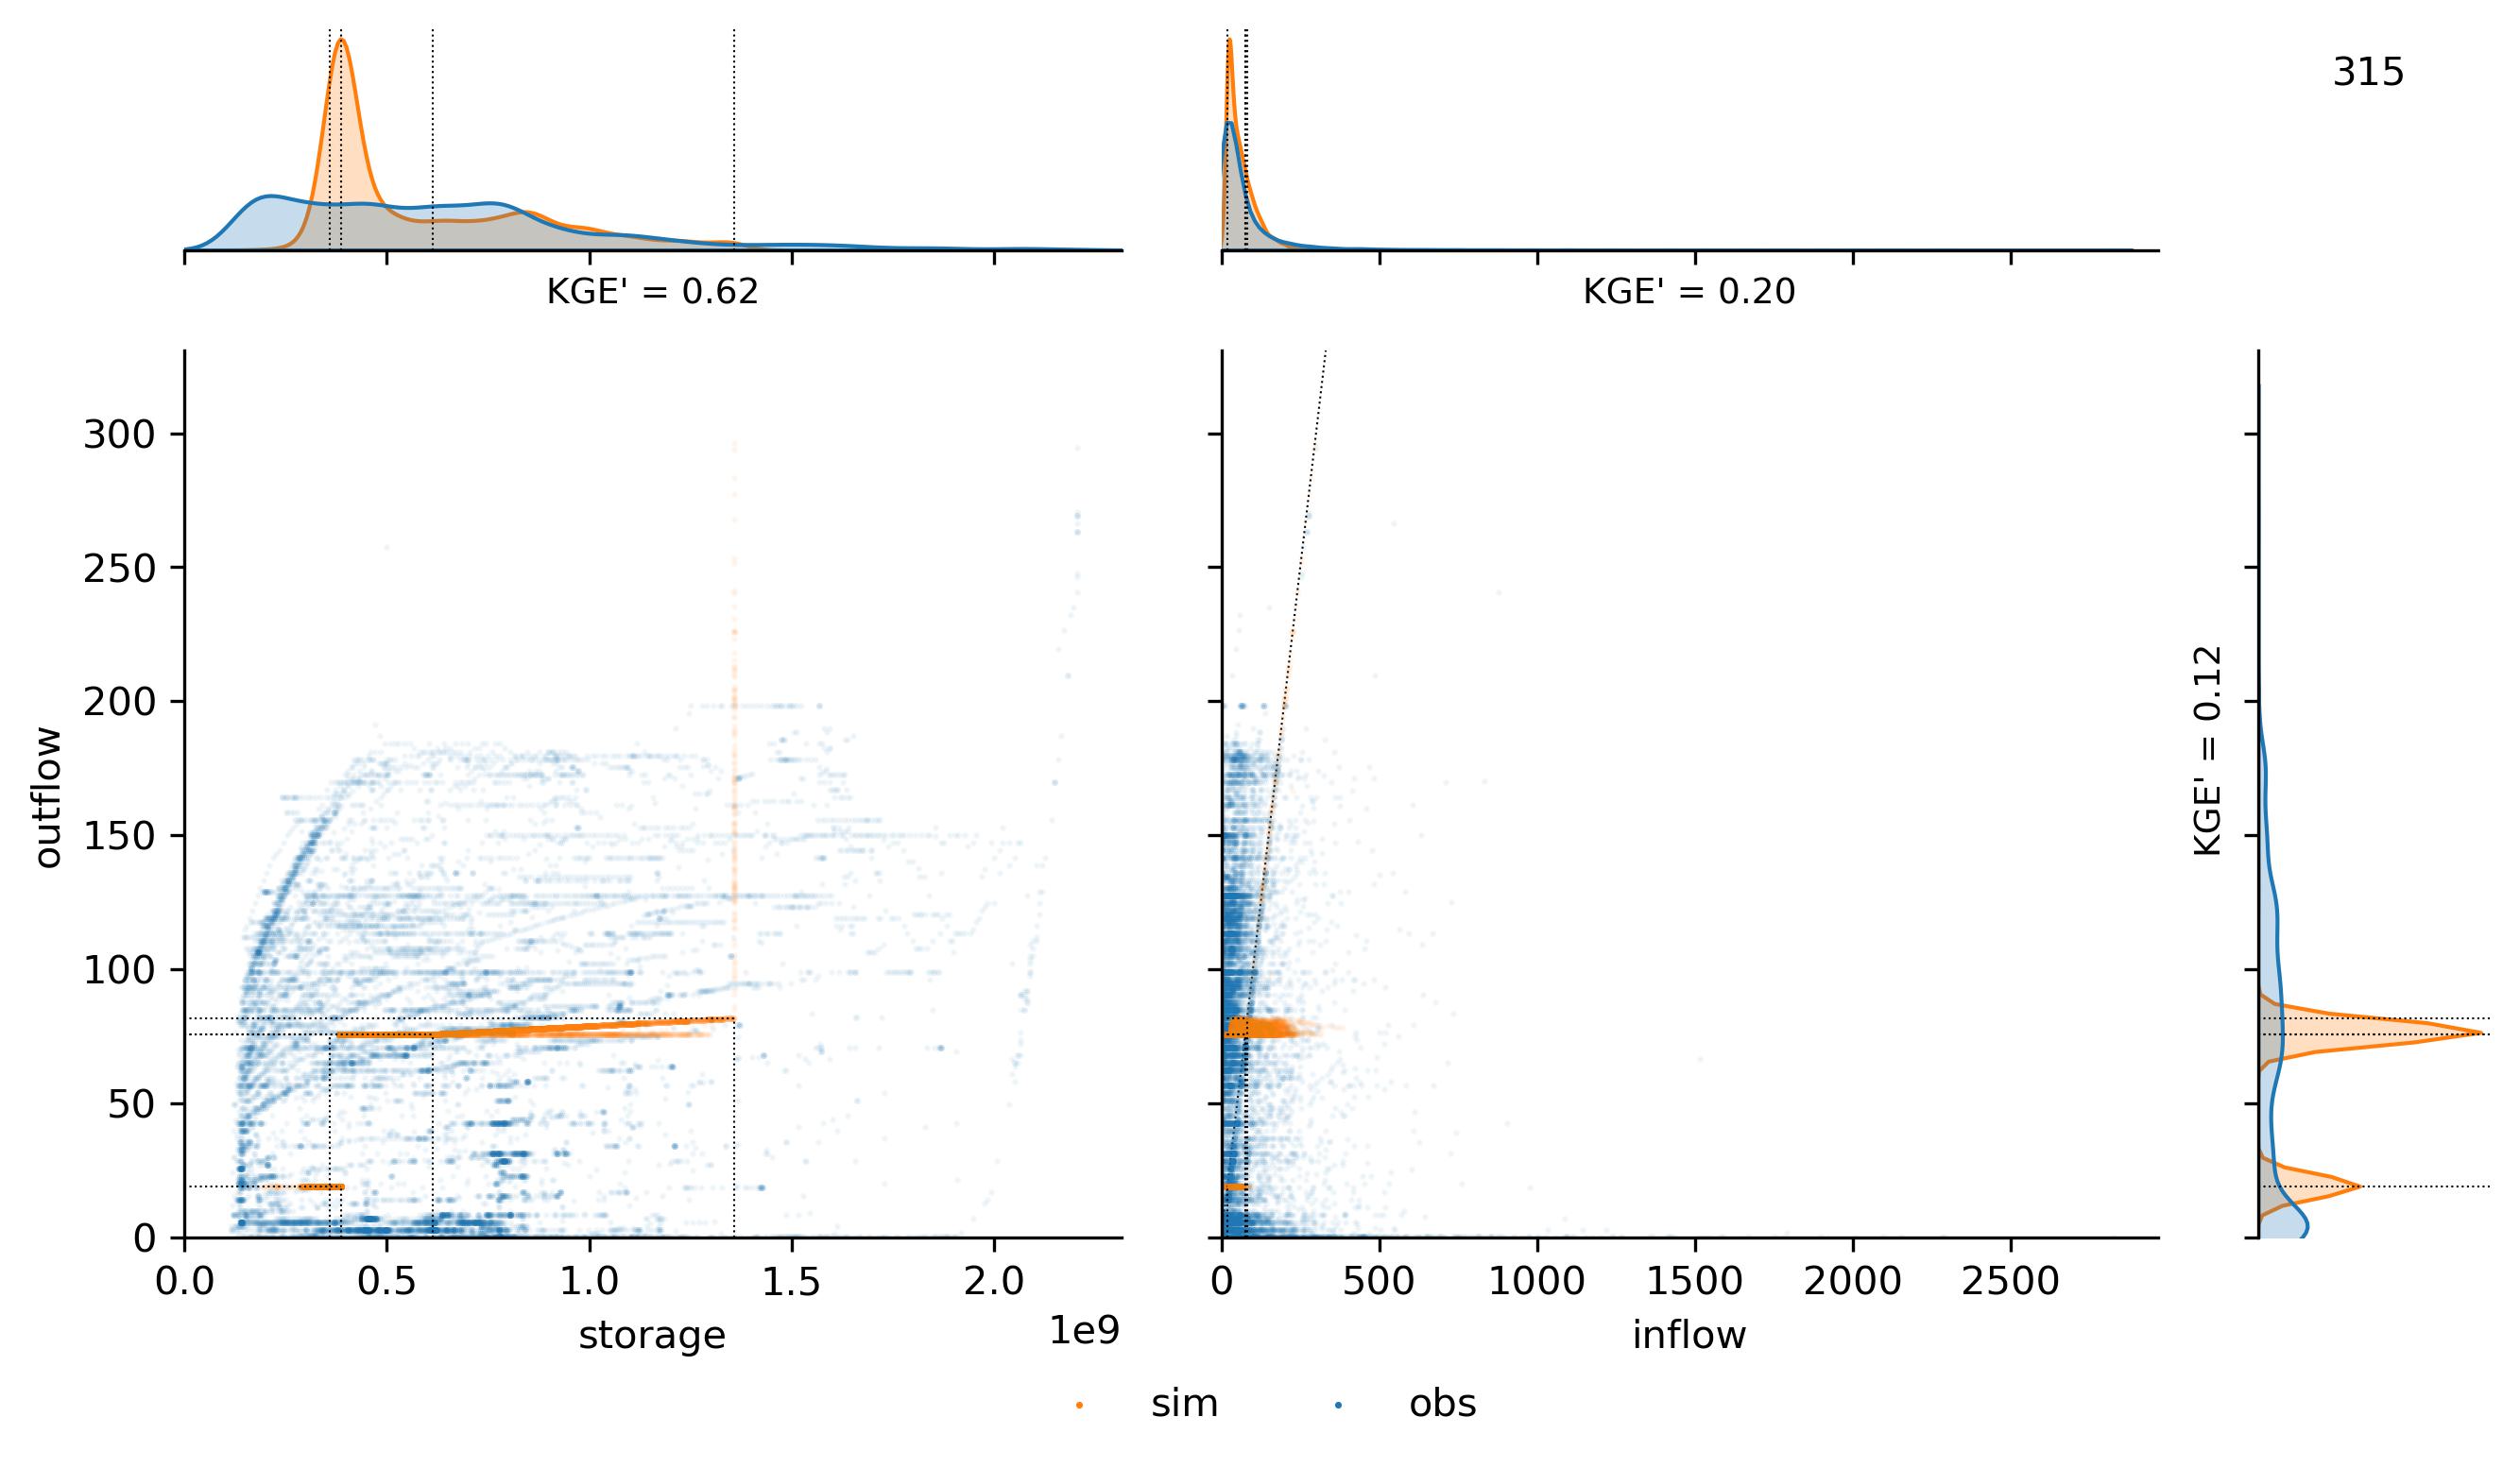 315
KGE' = 0.62
KGE' = 0.20
outflow
300
250
200
150
100
50
0
KGE' = 0.12
0.0 0.5 1.0 1.5 2.0
1e9
storage
0 500 1000 1500 2000 2500
inflow
sim obs